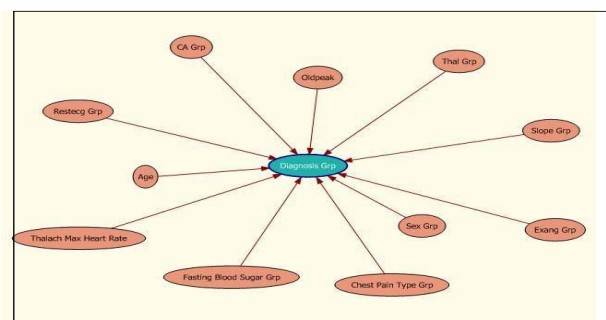 CA Grp
Oldpeak
Thal Grp
Restecg Grp
Slope Grp
Diagnosis Grp
Age
Sex Grp
Exang Grp
Thalach Max Heart Rate
Fasting Blood Sugar Grp
Chest Pain Type Grp